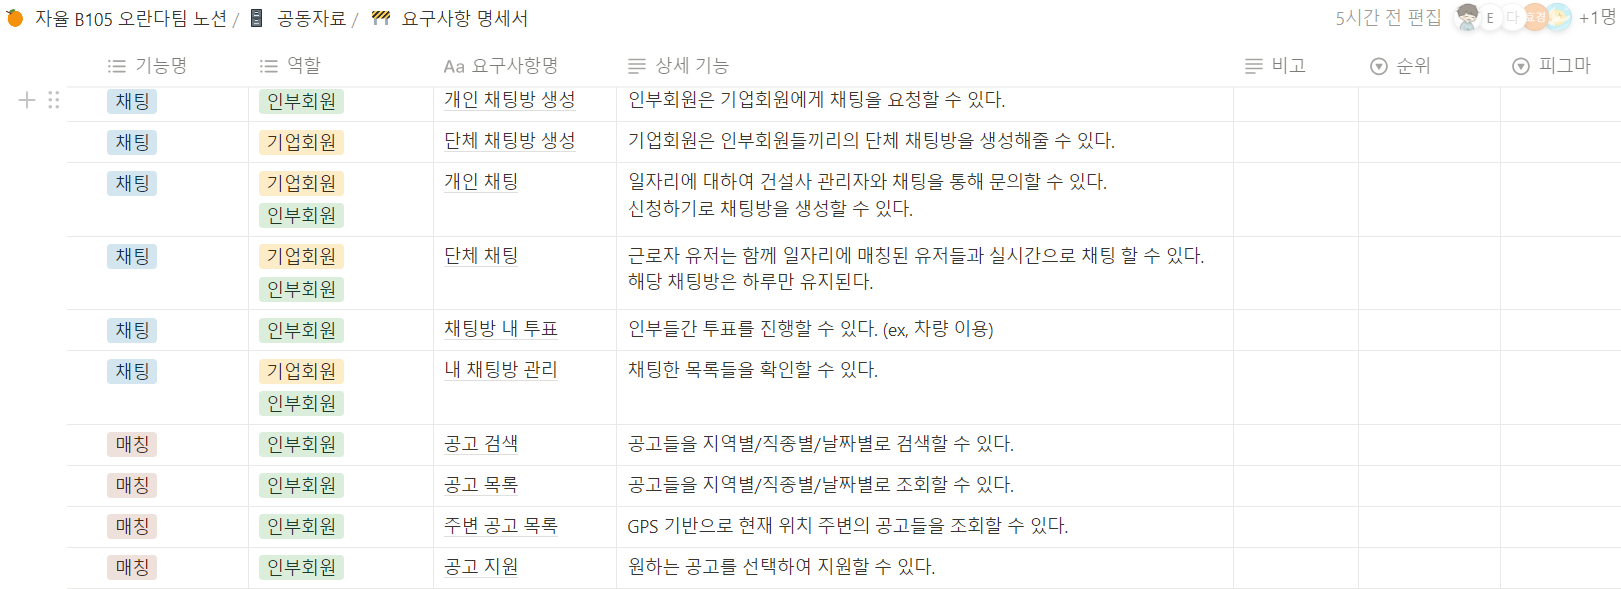 자율 B105 오란다팀 노션 / 공동자료 / 요구사항 명세서
5시간 전 편집 E 다 효경 +1명
기능명 역할 Aa 요구사항명 상세 기능 비고 순위 피그마
채팅 인부회원 개인 채팅방 생성 인부회원은 기업회원에게 채팅을 요청할 수 있다.
채팅 기업회원 단체 채팅방 생성 기업회원은 인부회원들끼리의 단체 채팅방을 생성해줄 수 있다.
채팅 기업회원 개인 채팅 일자리에 대하여 건설사 관리자와 채팅을 통해 문의할 수 있다.
인부회원 신청하기로 채팅방을 생성할 수 있다.
채팅 기업회원 단체 채팅 근로자 유저는 함께 일자리에 매칭된 유저들과 실시간으로 채팅 할 수 있다.
인부회원 해당 채팅방은 하루만 유지된다.
채팅 인부회원 채팅방 내 투표 인부들간 투표를 진행할 수 있다. (ex, 차량 이용)
채팅 기업회원 내 채팅방 관리 채팅한 목록들을 확인할 수 있다.
인부회원
매칭 인부회원 공고 검색 공고들을 지역별/직종별/날짜별로 검색할 수 있다.
매칭 인부회원 공고 목록 공고들을 지역별/직종별/날짜별로 조회할 수 있다.
매칭 인부회원 주변 공고 목록 GPS 기반으로 현재 위치 주변의 공고들을 조회할 수 있다.
매칭 인부회원 공고 지원 원하는 공고를 선택하여 지원할 수 있다.